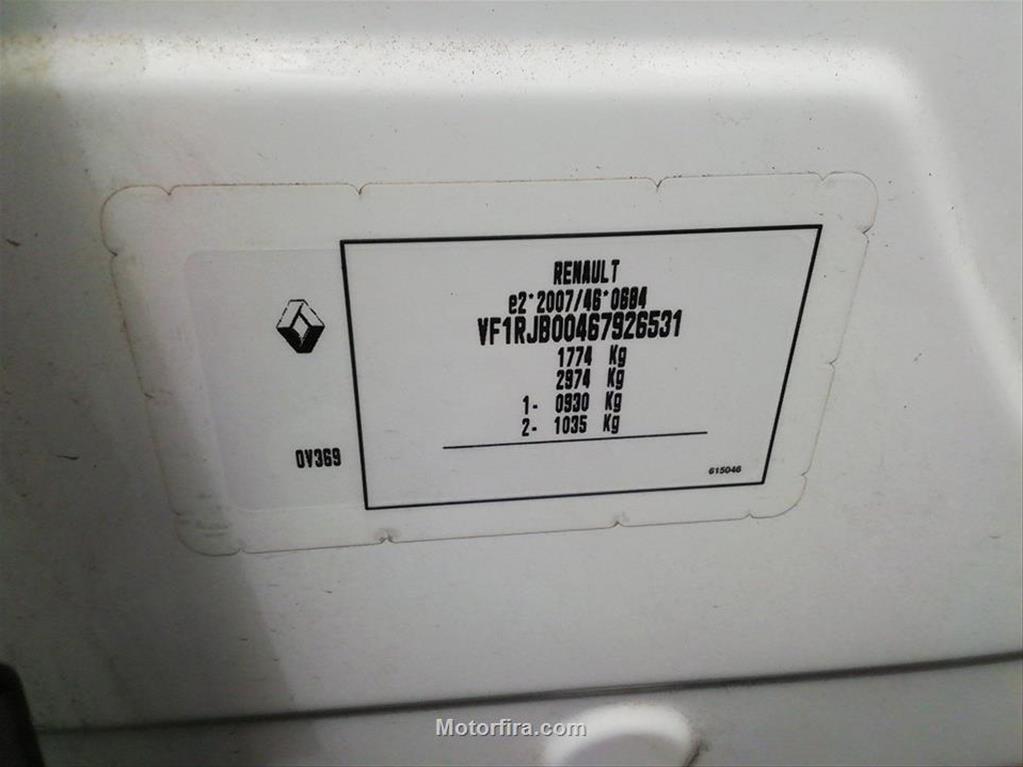 RENAULT
e2*2007/46*0684
VF1RJB00467926531
1774 Kg
2974 Kg
1- 0930 Kg
2- 1035 Kg
0V369
615046
Motorfira.com